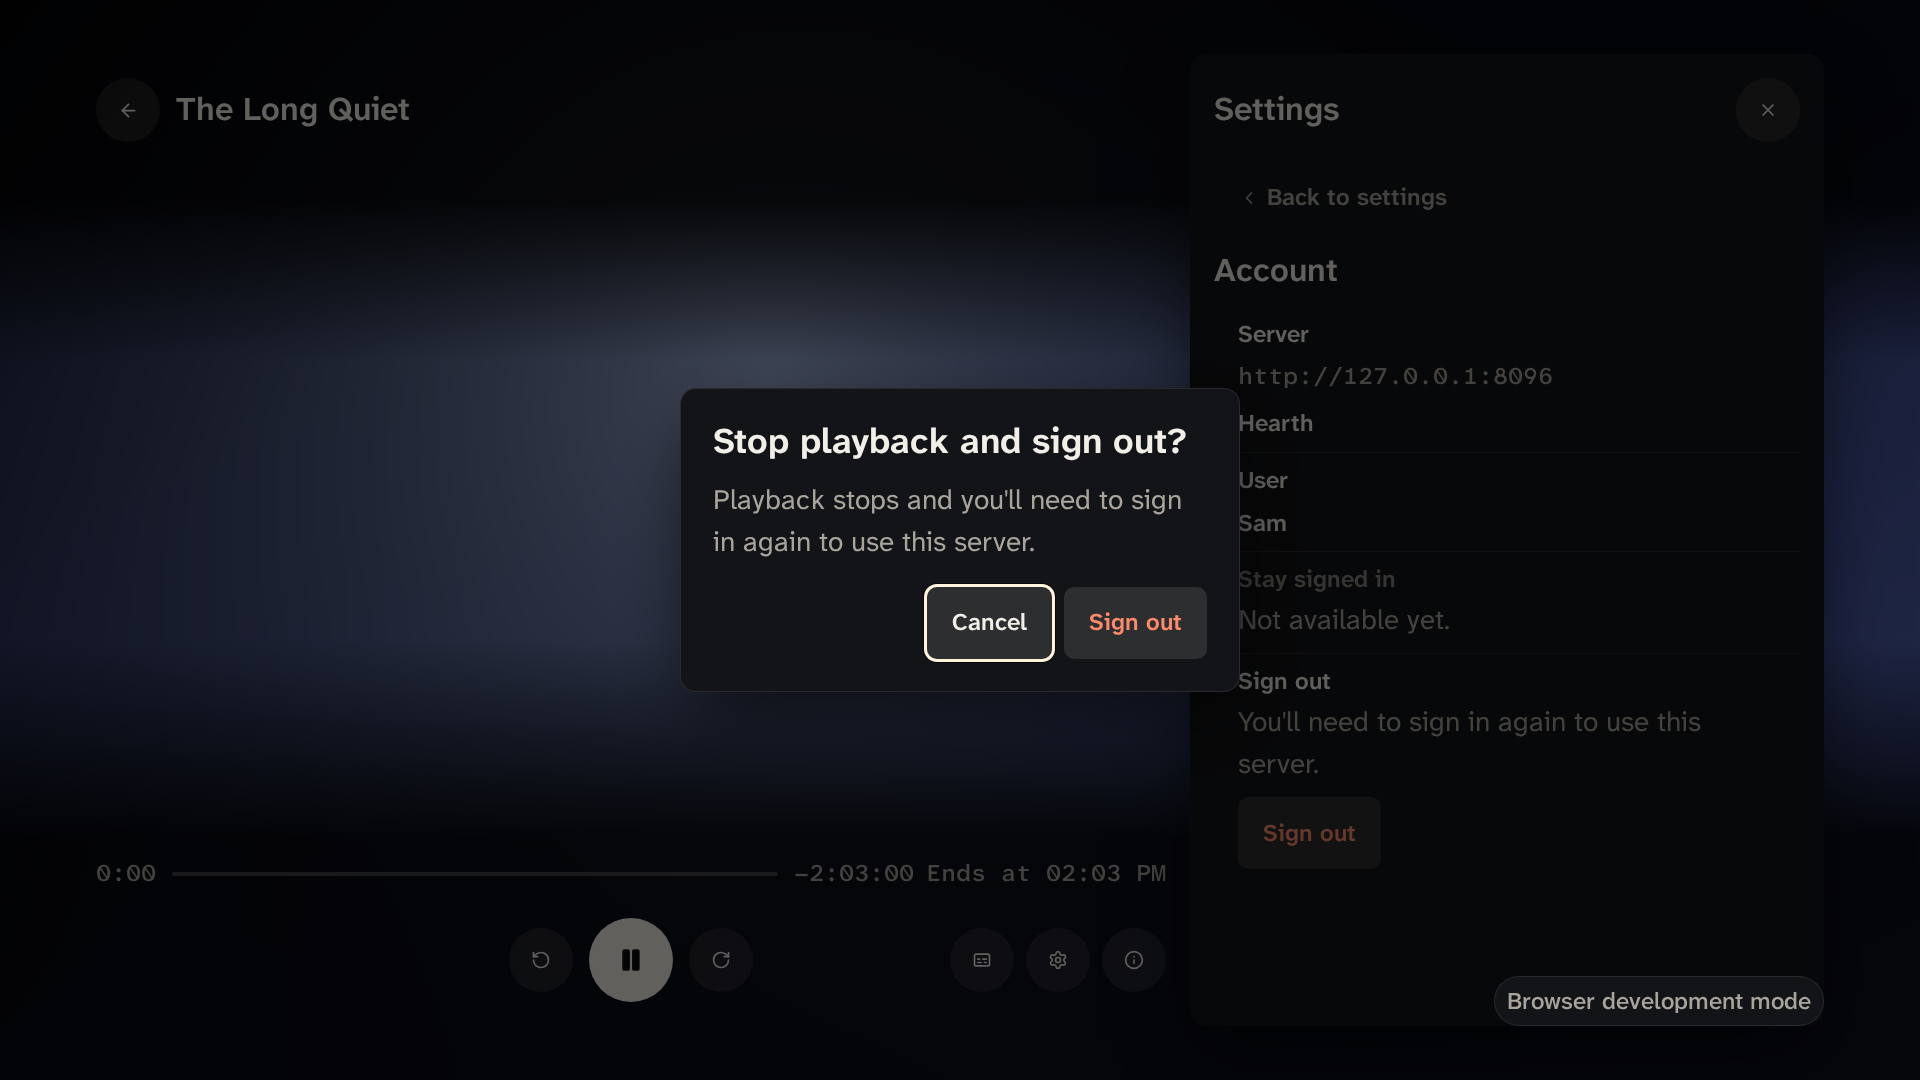 The Long Quiet
Settings
Back to settings
Account
Server
http://127.0.0.1:8096
Hearth
User
Sam
Stay signed in
Not available yet.
Sign out
You'll need to sign in again to use this
server.
Sign out
Stop playback and sign out?
Playback stops and you'll need to sign
in again to use this server.
Cancel
Sign out
0:00
−2:03:00 Ends at 02:03 PM
Browser development mode